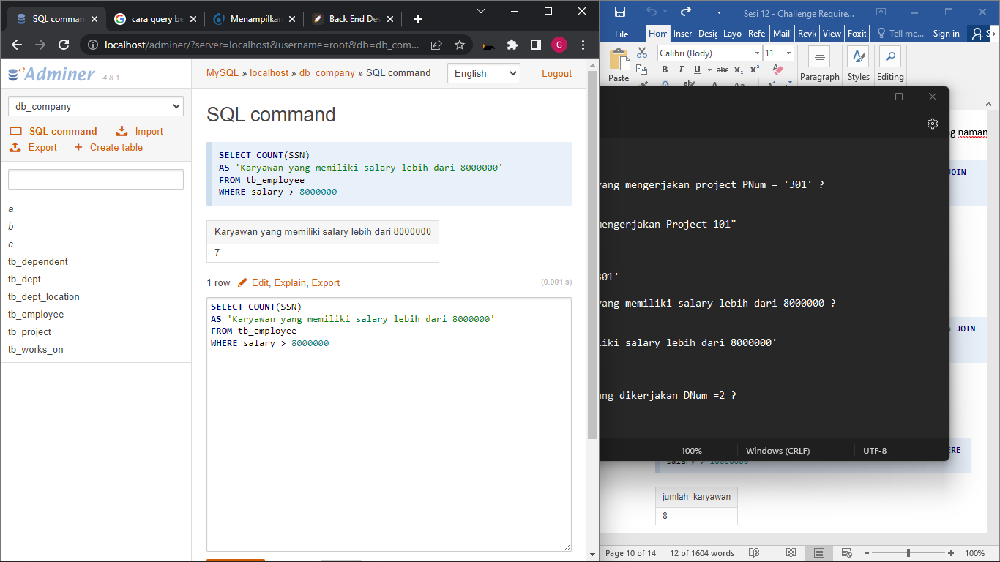 SQL comman
cara query be
Menampilkan
Back End Dev
localhost/adminer/?server=localhost&username=root&db=db_com...
G
Adminer 4.8.1
MySQL » localhost » db_company » SQL command
English
Logout
db_company
SQL command
Import
Export
Create table
a
b
c
tb_dependent
tb_dept
tb_dept_location
tb_employee
tb_project
tb_works_on
SQL command
SELECT COUNT(SSN)
AS 'Karyawan yang memiliki salary lebih dari 8000000'
FROM tb_employee
WHERE salary > 8000000
Karyawan yang memiliki salary lebih dari 8000000
7
1 row
Edit, Explain, Export
(0.001 s)
SELECT COUNT(SSN)
AS 'Karyawan yang memiliki salary lebih dari 8000000'
FROM tb_employee
WHERE salary > 8000000
Sesi 12 - Challenge Require...
File
Hom
Inser
Desig
Layo
Refer
Maili
Revie
View
Foxit
Tell me...
Sign in
S
Paste
Calibri (Body)
11
B I U abc x₂ x²
Paragraph
Styles
Editing
g naman
JOIN
yang mengerjakan project PNum = '301' ?
mengerjakan Project 101"
301'
yang memiliki salary lebih dari 8000000 ?
liki salary lebih dari 8000000'
JOIN
ang dikerjakan DNum =2 ?
100%
Windows (CRLF)
UTF-8
ERE
salary > 10000000
jumlah_karyawan
8
Page 10 of 14
12 of 1604 words
100%